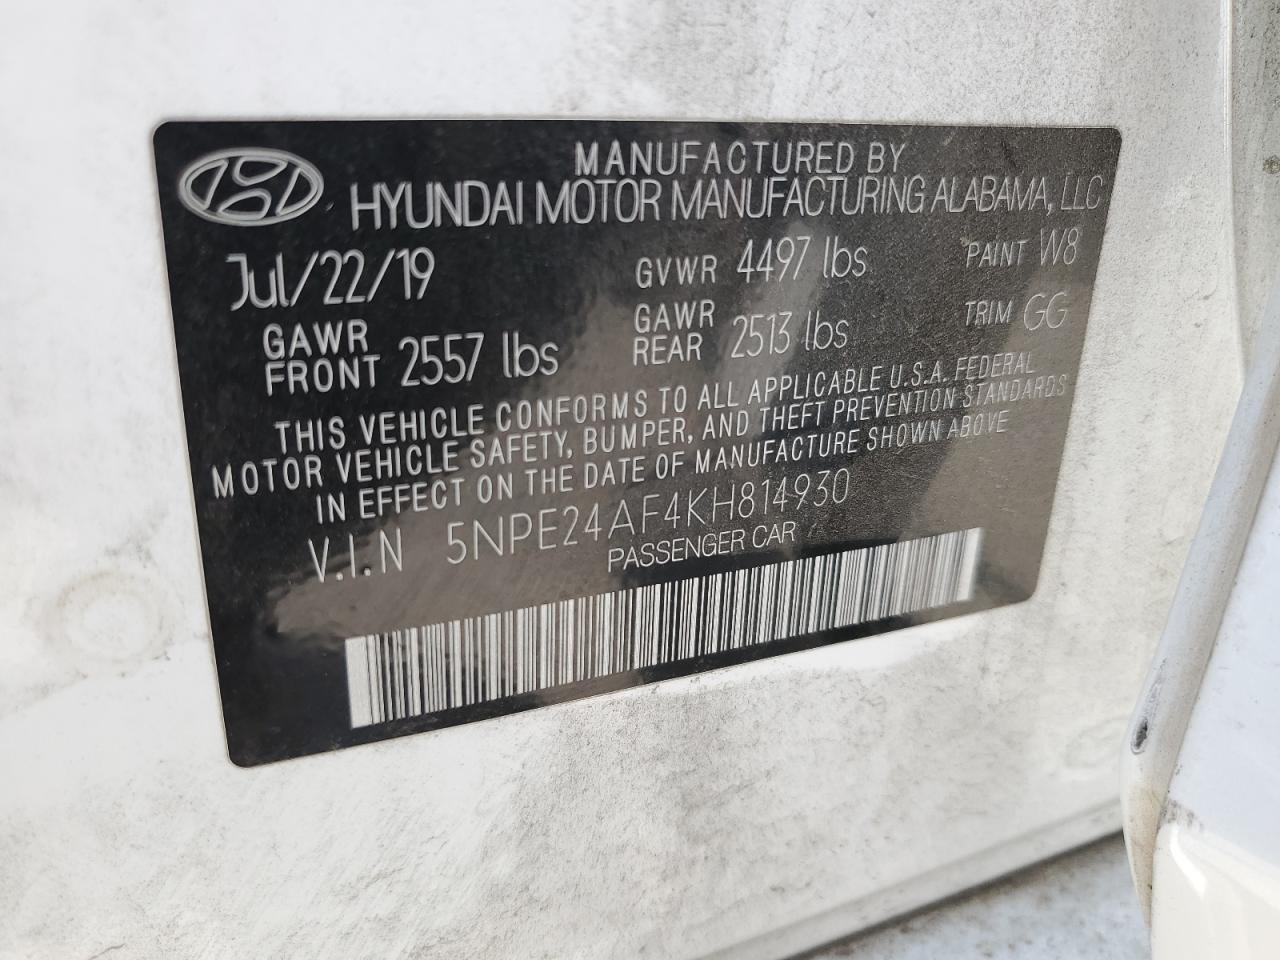 MANUFACTURED BY
HYUNDAI MOTOR MANUFACTURING ALABAMA, LLC
Jul/22/19 GVWR 4497 lbs PAINT W8
GAWR FRONT 2557 lbs GAWR REAR 2513 lbs TRIM GG
THIS VEHICLE CONFORMS TO ALL APPLICABLE U.S.A. FEDERAL
MOTOR VEHICLE SAFETY, BUMPER, AND THEFT PREVENTION STANDARDS
IN EFFECT ON THE DATE OF MANUFACTURE SHOWN ABOVE
V.I.N 5NPE24AF4KH814930
PASSENGER CAR